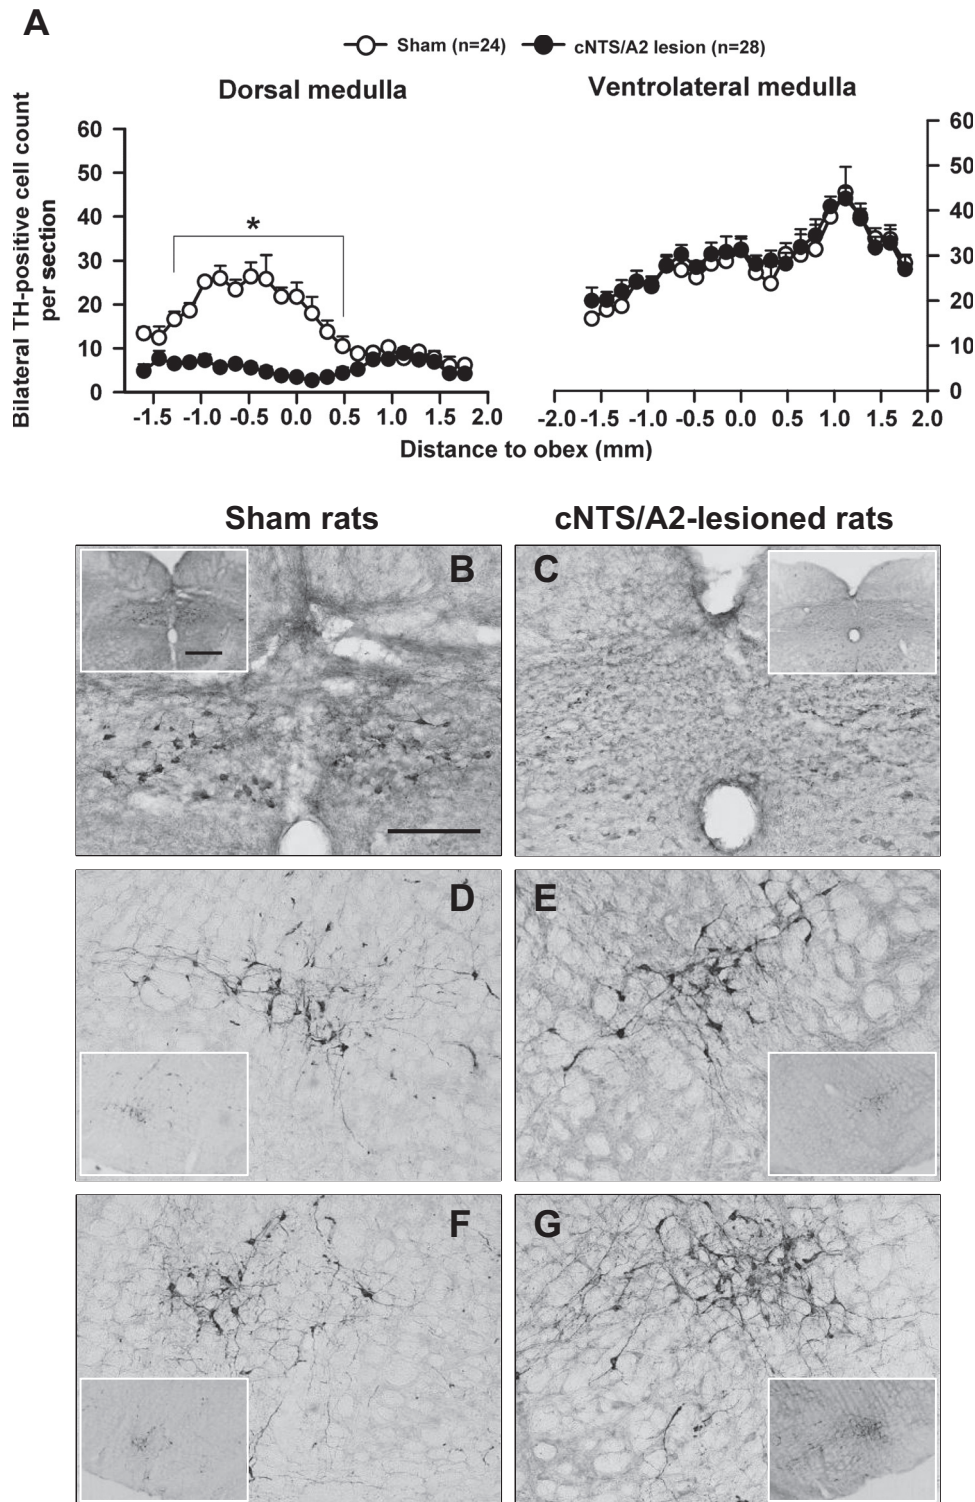 A
Sham (n=24) cNTS/A2 lesion (n=28)
Dorsal medulla
Ventrolateral medulla
Bilateral TH-positive cell count
per section
60
50
40
30
20
10
0
*
-1.5 -1.0 -0.5 0.0 0.5 1.0 1.5 2.0
60
50
40
30
20
10
0
-2.0 -1.5 -1.0 -0.5 0.0 0.5 1.0 1.5 2.0
Distance to obex (mm)
Sham rats
cNTS/A2-lesioned rats
B
C
D
E
F
G